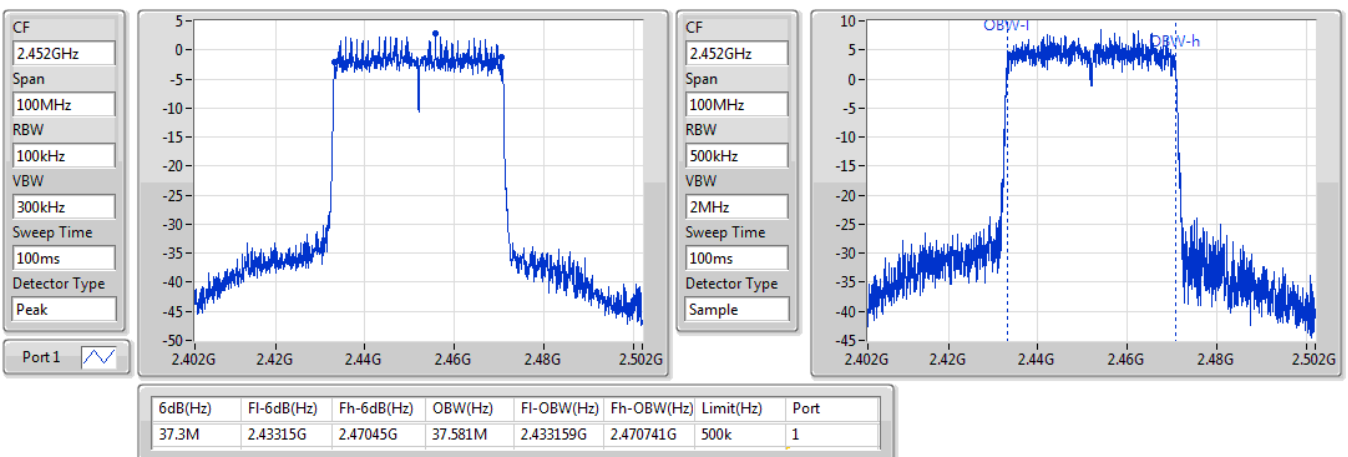 CF
2.452GHz
Span
100MHz
RBW
100kHz
VBW
300kHz
Sweep Time
100ms
Detector Type
Peak
Port 1
5
0
-5
-10
-15
-20
-25
-30
-35
-40
-45
-50
2.402G 2.42G 2.44G 2.46G 2.48G 2.502G
CF
2.452GHz
Span
100MHz
RBW
500kHz
VBW
2MHz
Sweep Time
100ms
Detector Type
Sample
OBW-l
OBW-h
10
5
0
-5
-10
-15
-20
-25
-30
-35
-40
-45
2.402G 2.42G 2.44G 2.46G 2.48G 2.502G
6dB(Hz) Fl-6dB(Hz) Fh-6dB(Hz) OBW(Hz) Fl-OBW(Hz) Fh-OBW(Hz) Limit(Hz) Port
37.3M 2.43315G 2.47045G 37.581M 2.433159G 2.470741G 500k 1